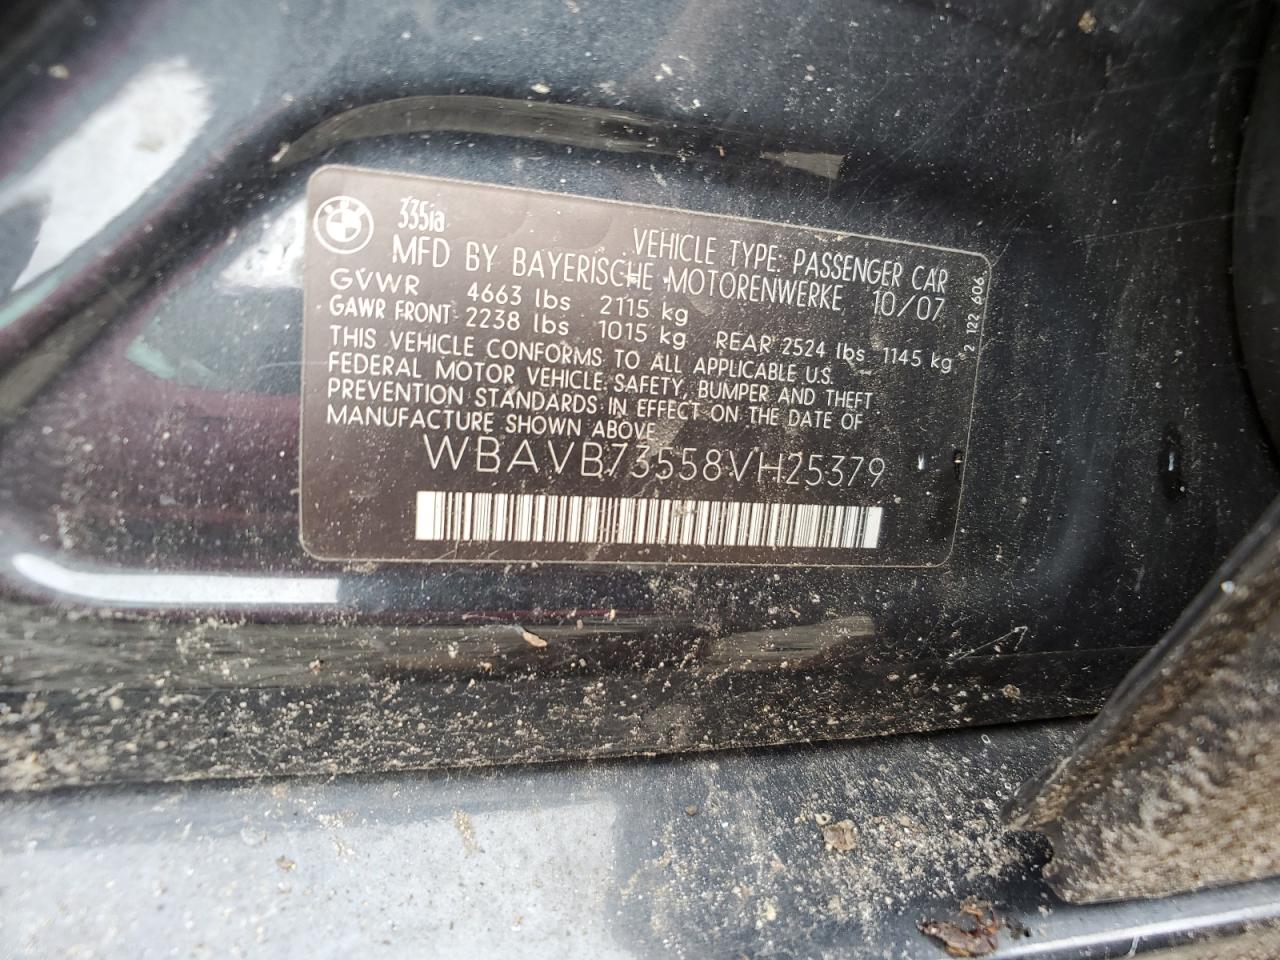 335ia
VEHICLE TYPE: PASSENGER CAR
MFD BY BAYERISCHE MOTORENWERKE 10/07
GVWR 4663 lbs 2115 kg
GAWR FRONT 2238 lbs 1015 kg REAR 2524 lbs 1145 kg
THIS VEHICLE CONFORMS TO ALL APPLICABLE U.S.
FEDERAL MOTOR VEHICLE SAFETY, BUMPER AND THEFT
PREVENTION STANDARDS IN EFFECT ON THE DATE OF
MANUFACTURE SHOWN ABOVE
WBAVB73558VH25379
2 122 606